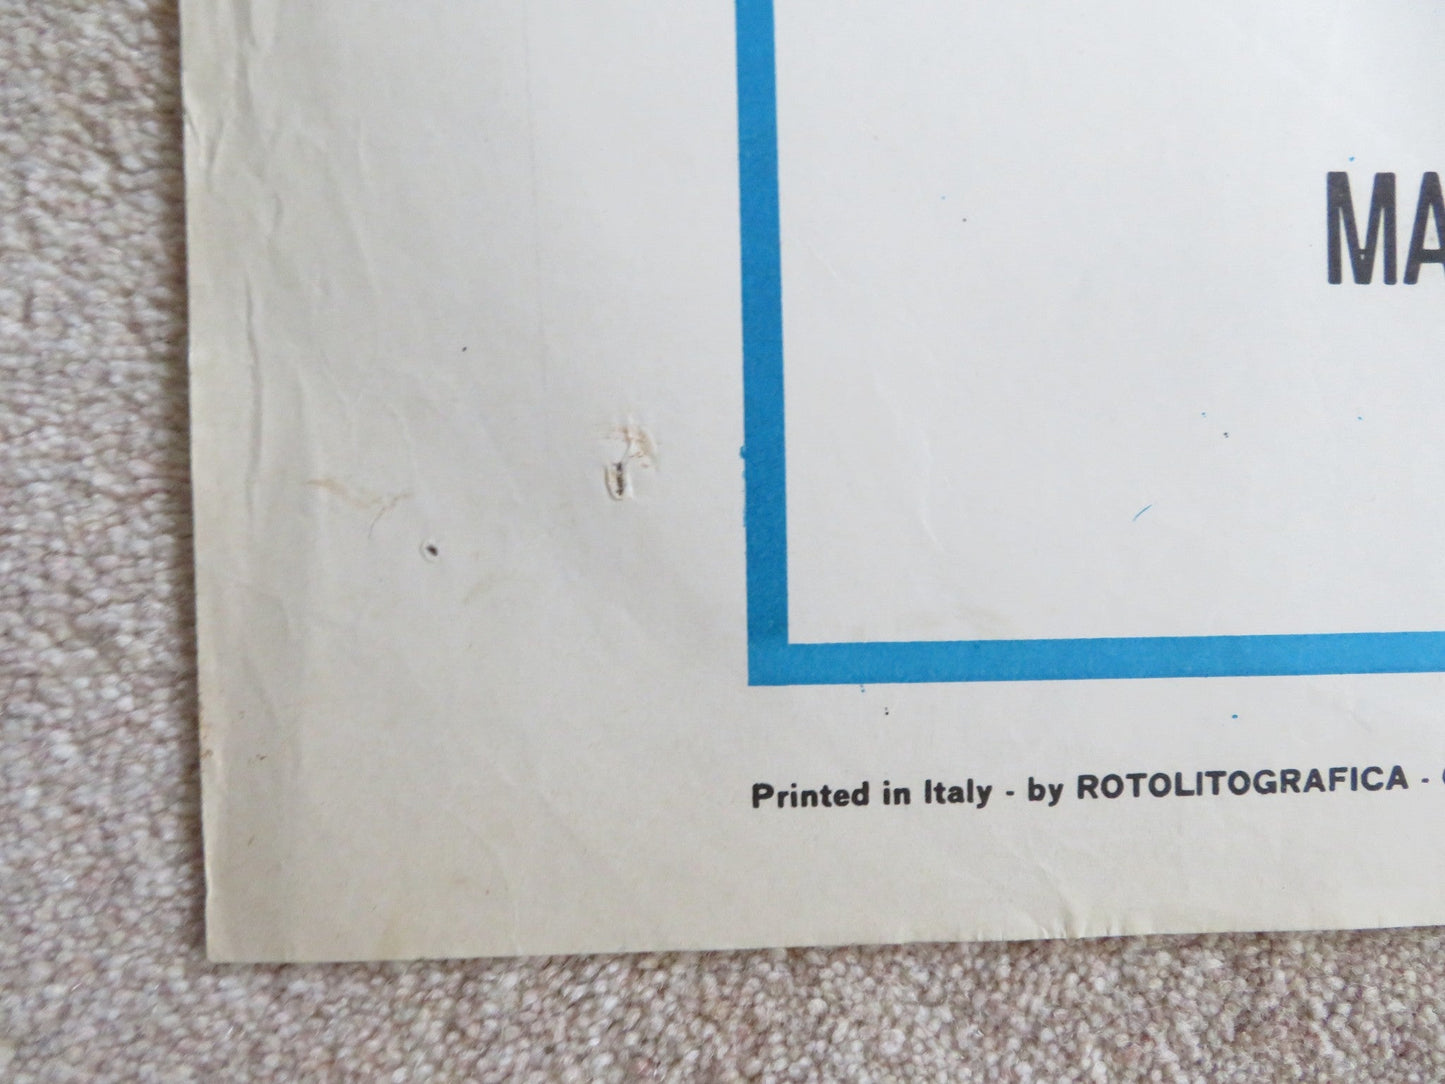 MA
Printed in Italy - by ROTOLITOGRAFICA -